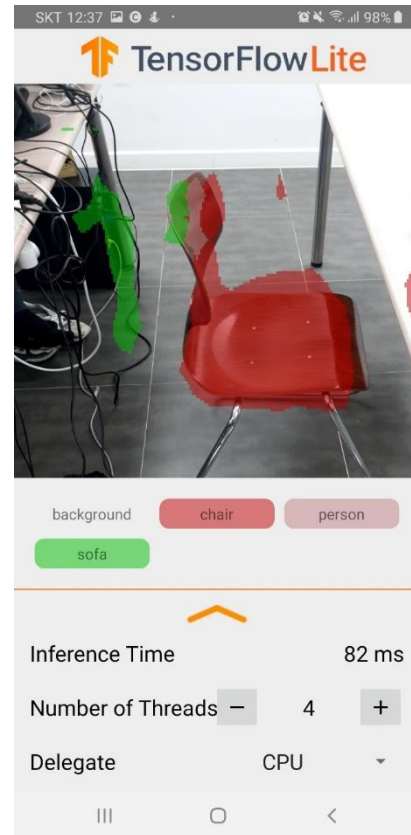 SKT 12:37
98%
TensorFlowLite
background chair person
sofa
Inference Time 82 ms
Number of Threads − 4 +
Delegate CPU